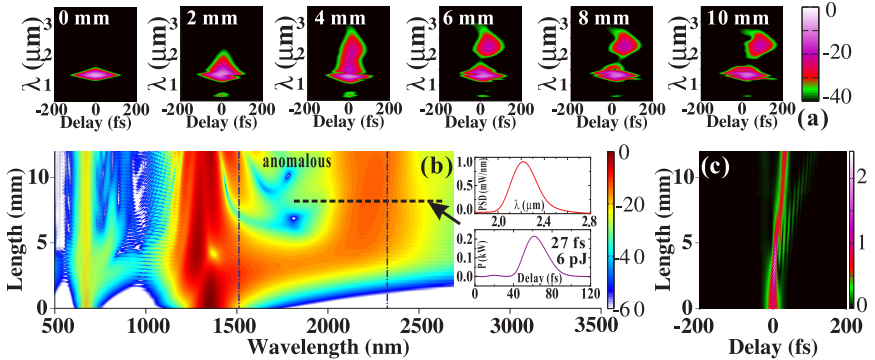 0 mm 2 mm 4 mm 6 mm 8 mm 10 mm
λ (μm) 3 2 1
-200 0 200
Delay (fs)
0 -20 -40
(a)
anomalous
(b)
Length (mm) 10 5 0
500 1000 1500 2000 2500 3000 3500
Wavelength (nm)
0 -20 -40 -60
PSD (mW/nm) 1.0 0.5 0.0
2.0 2.4 2.8
λ (μm)
P (kW) 0.2 0.1 0.0
27 fs
6 pJ
Delay (fs)
0 40 80 120
(c)
Length (mm) 10 5 0
-200 0 200
Delay (fs)
2 1 0